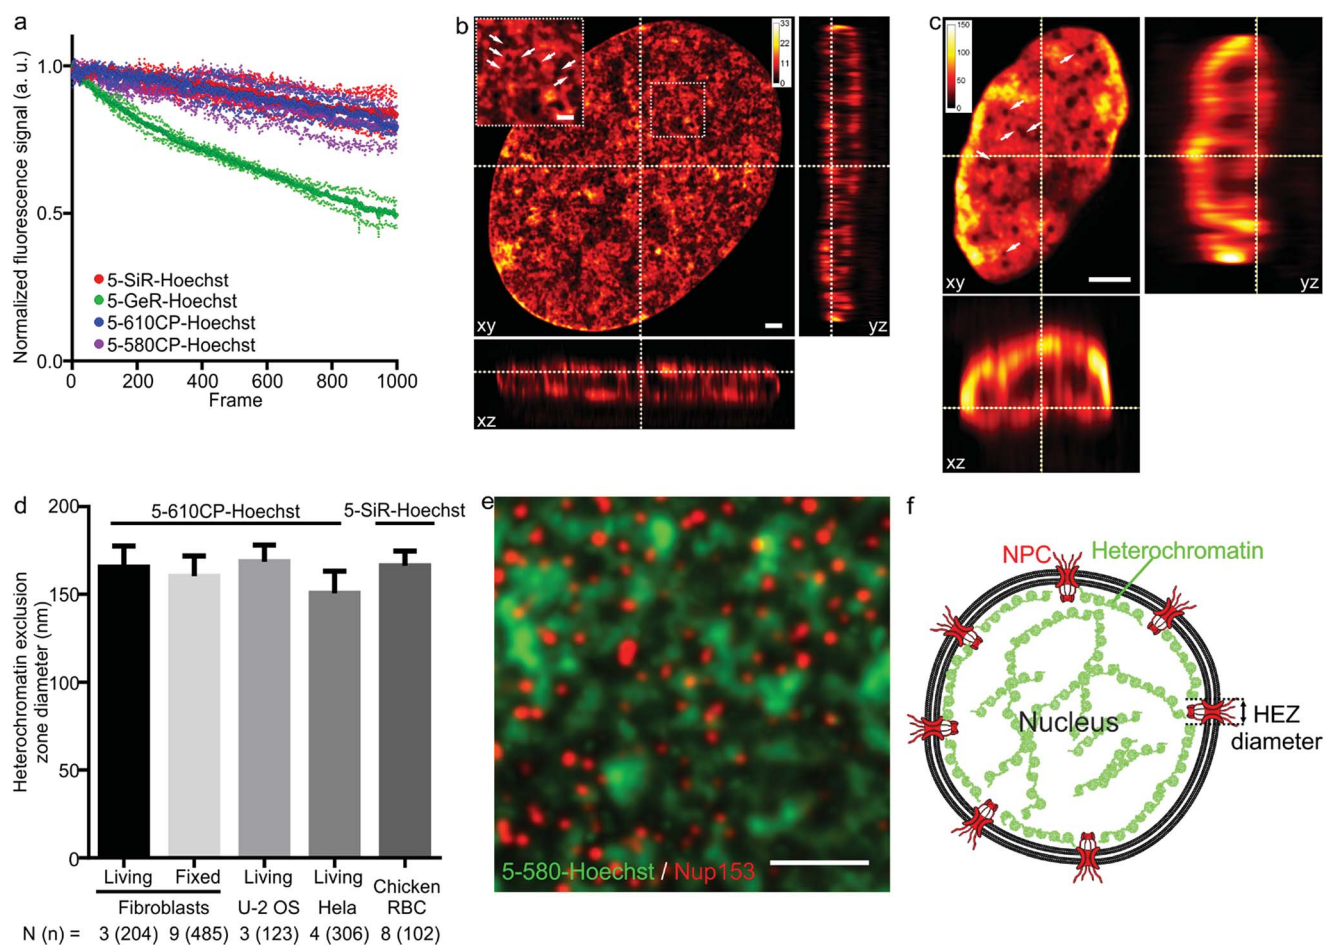 a
Normalized fluorescence signal (a. u.)
1.0
0.5
0.0
0
200
400
600
800
1000
Frame
5-SiR-Hoechst
5-GeR-Hoechst
5-610CP-Hoechst
5-580CP-Hoechst
b
33
22
11
0
xy
yz
xz
c
150
100
50
0
xy
yz
xz
d
Heterochromatin exclusion
zone diameter (nm)
200
150
100
50
0
5-610CP-Hoechst
5-SiR-Hoechst
Living
Fixed
Living
Living
Chicken
RBC
Fibroblasts
U-2 OS
Hela
N (n) = 3 (204) 9 (485) 3 (123) 4 (306) 8 (102)
e
5-580-Hoechst / Nup153
f
NPC
Heterochromatin
Nucleus
HEZ
diameter